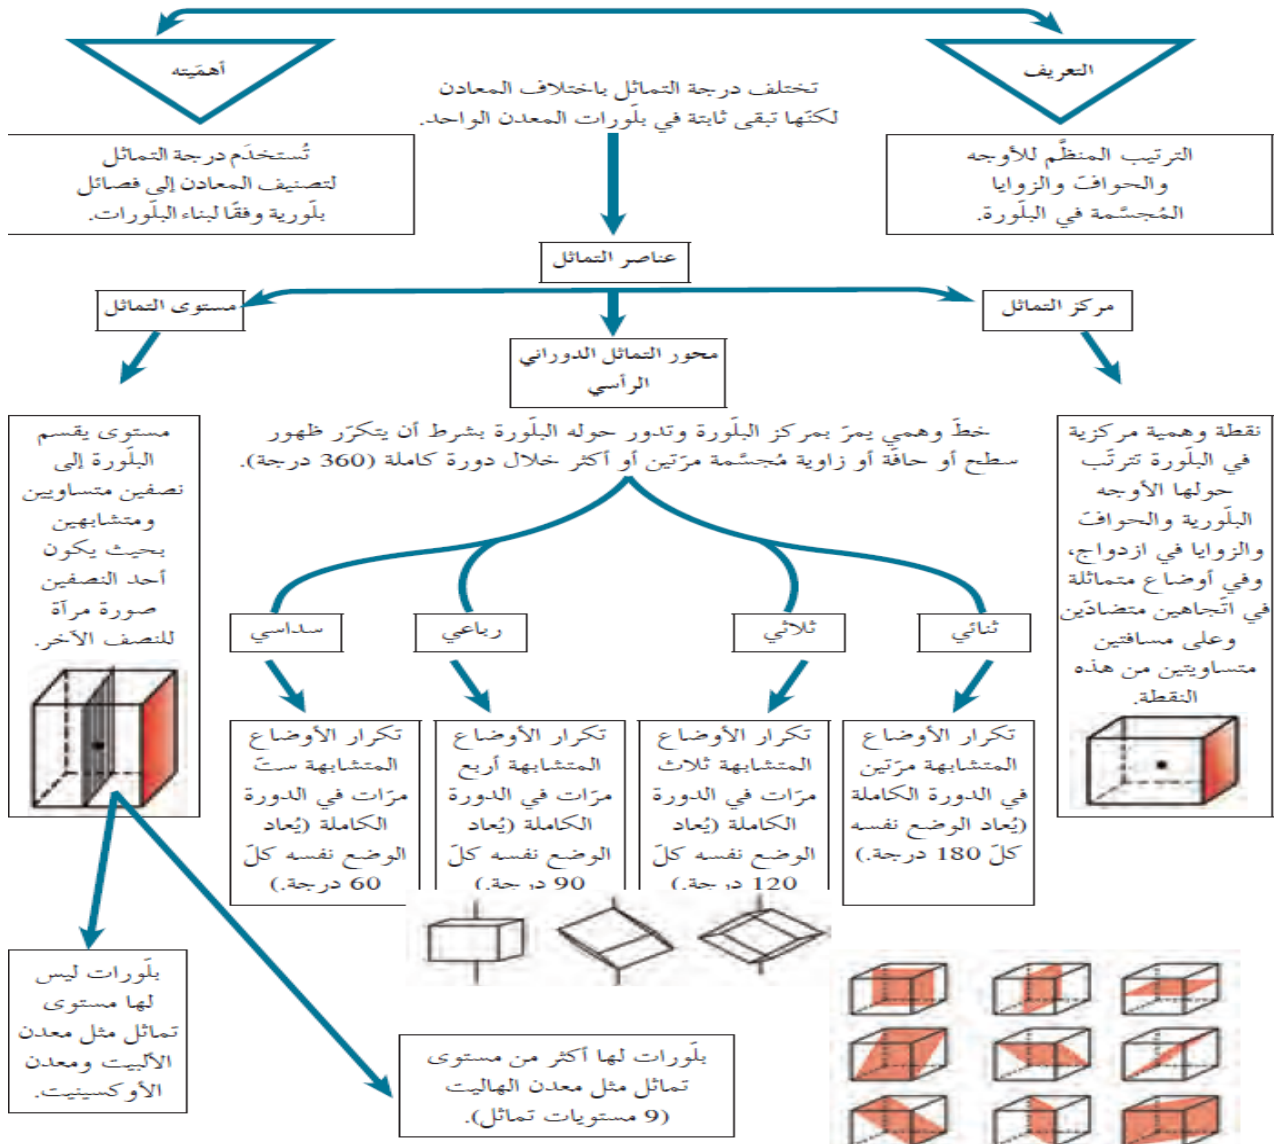 التعريف
أهمّيته
تختلف درجة التماثل باختلاف المعادن
لكنّها تبقى ثابتة في بلّورات المعدن الواحد.
الترتيب المنظَّم للأوجه
والحوافّ والزوايا
المُجسَّمة في البلّورة.
تُستخدَم درجة التماثل
لتصنيف المعادن إلى فصائل
بلّورية وفقًا لبناء البلّورات.
عناصر التماثل
مركز التماثل
محور التماثل الدوراني
الرأسي
مستوى التماثل
نقطة وهمية مركزية
في البلّورة تترتّب
حولها الأوجه
البلّورية والحوافّ
والزوايا في ازدواج،
وفي أوضاع متماثلة
في اتّجاهين متضادّين
وعلى مسافتين
متساويتين من هذه
النقطة.
خطّ وهمي يمرّ بمركز البلّورة وتدور حوله البلّورة بشرط أن يتكرّر ظهور
سطح أو حافّة أو زاوية مُجسَّمة مرّتين أو أكثر خلال دورة كاملة (360 درجة).
مستوى يقسم
البلّورة إلى
نصفين متساويين
ومتشابهين
بحيث يكون
أحد النصفين
صورة مرآة
للنصف الآخر.
ثنائي
ثلاثي
رباعي
سداسي
تكرار الأوضاع
المتشابهة مرّتين
في الدورة الكاملة
(يُعاد الوضع نفسه
كلّ 180 درجة.)
تكرار الأوضاع
المتشابهة ثلاث
مرّات في الدورة
الكاملة (يُعاد
الوضع نفسه كلّ
120 درجة.)
تكرار الأوضاع
المتشابهة أربع
مرّات في الدورة
الكاملة (يُعاد
الوضع نفسه كلّ
90 درجة.)
تكرار الأوضاع
المتشابهة ستّ
مرّات في الدورة
الكاملة (يُعاد
الوضع نفسه كلّ
60 درجة.)
بلّورات ليس
لها مستوى
تماثل مثل معدن
الألبيت ومعدن
الأوكسينيت.
بلّورات لها أكثر من مستوى
تماثل مثل معدن الهاليت
(9 مستويات تماثل).